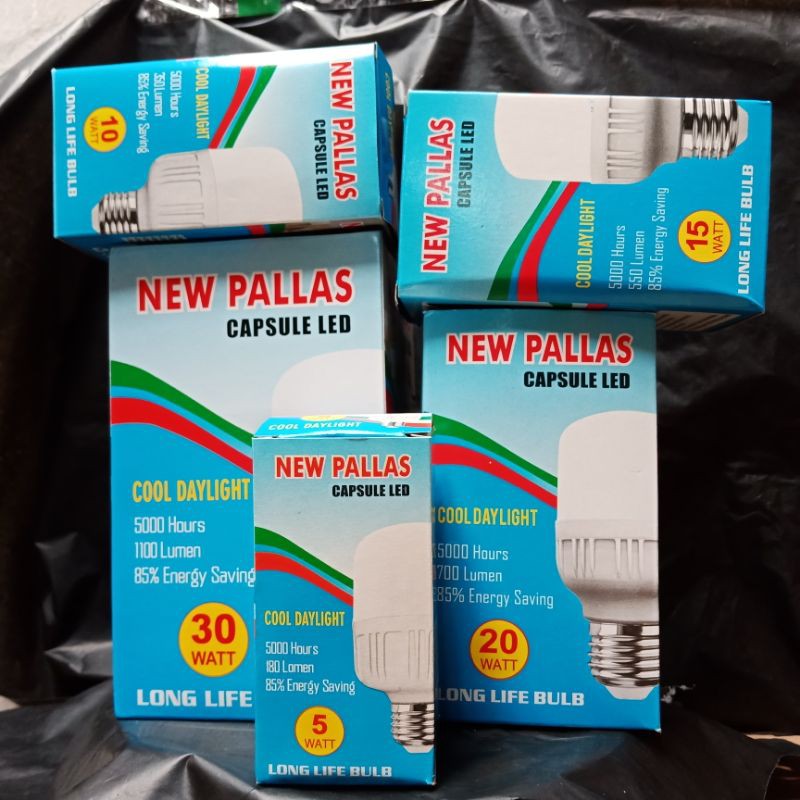 NEW PALLAS
CAPSULE LED
COOL DAYLIGHT
5000 Hours
350 Lumen
85% Energy Saving
10
WATT
LONG LIFE BULB
NEW PALLAS
CAPSULE LED
COOL DAYLIGHT
5000 Hours
550 Lumen
85% Energy Saving
15
WATT
LONG LIFE BULB
NEW PALLAS
CAPSULE LED
COOL DAYLIGHT
5000 Hours
1100 Lumen
85% Energy Saving
30
WATT
LONG LIFE
NEW PALLAS
CAPSULE LED
COOL DAYLIGHT
5000 Hours
700 Lumen
85% Energy Saving
20
WATT
LONG LIFE BULB
COOL DAYLIGHT
NEW PALLAS
CAPSULE LED
COOL DAYLIGHT
5000 Hours
180 Lomen
85% Energy Saving
5
WATT
LONG LIFE BULB